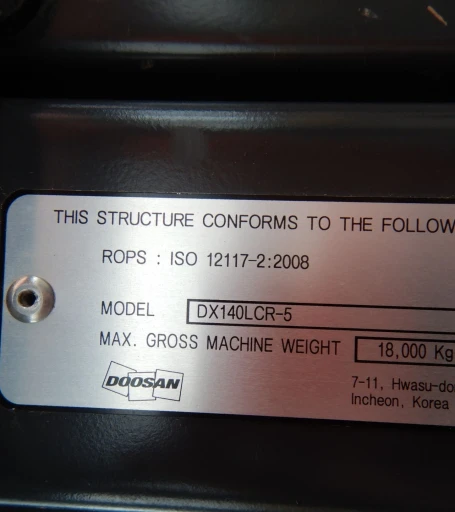 THIS STRUCTURE CONFORMS TO THE FOLLOW
ROPS : ISO 12117-2:2008
MODEL DX140LCR-5
MAX. GROSS MACHINE WEIGHT 18,000 Kg
DOOSAN
7-11, Hwasu-do
Incheon, Korea